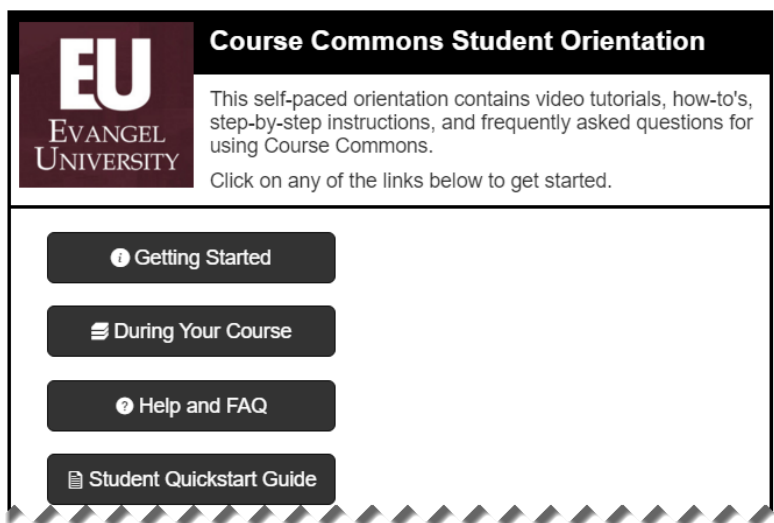 Course Commons Student Orientation
EU
EVANGEL
UNIVERSITY
This self-paced orientation contains video tutorials, how-to's,
step-by-step instructions, and frequently asked questions for
using Course Commons.
Click on any of the links below to get started.
Getting Started
During Your Course
Help and FAQ
Student Quickstart Guide